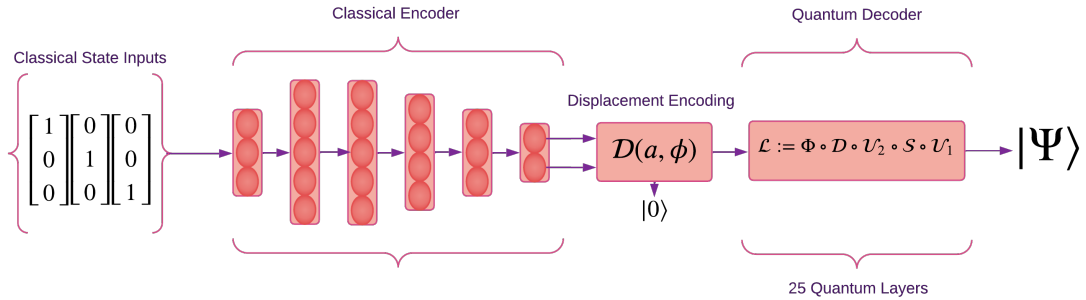 Classical Encoder
Quantum Decoder
Classical State Inputs
Displacement Encoding
1 0 0
0 1 0
0 0 1
𝒟(a, ϕ)
ℒ := Φ ∘ 𝒟 ∘ 𝒰₂ ∘ 𝒮 ∘ 𝒰₁
|Ψ⟩
|0⟩
25 Quantum Layers